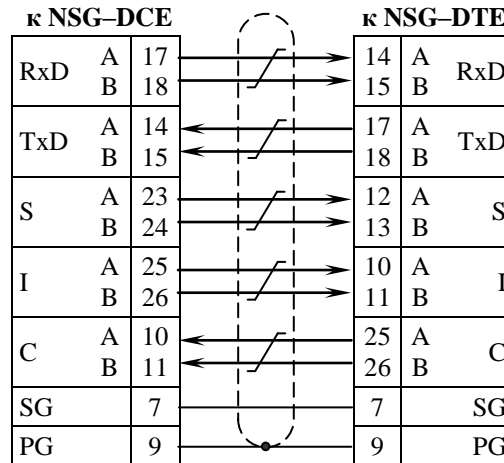 к NSG–DCE к NSG–DTE
RxD A 17 14 A RxD
B 18 15 B
TxD A 14 17 A TxD
B 15 18 B
S A 23 12 A S
B 24 13 B
I A 25 10 A I
B 26 11 B
C A 10 25 A C
B 11 26 B
SG 7 7 SG
PG 9 9 PG